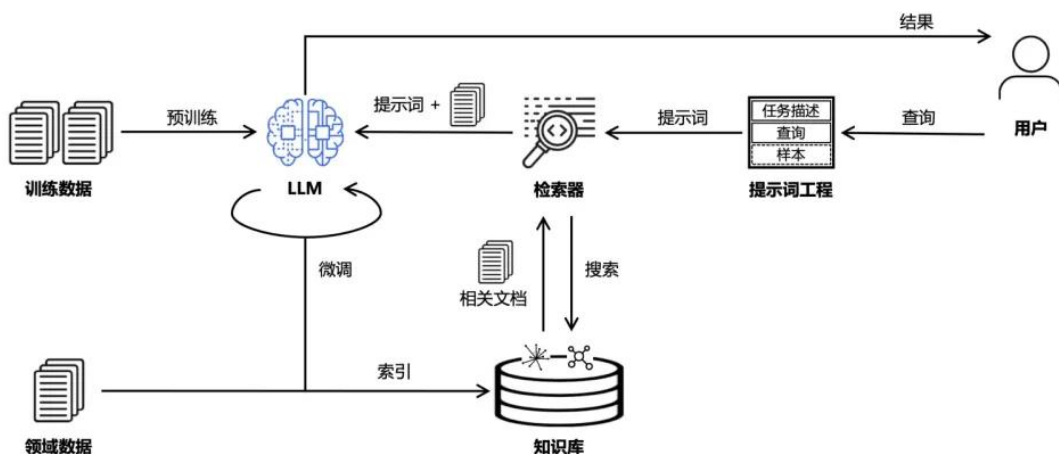 结果
预训练
提示词 +
提示词
任务描述
查询
样本
查询
用户
训练数据
LLM
检索器
提示词工程
微调
相关文档
搜索
索引
领域数据
知识库